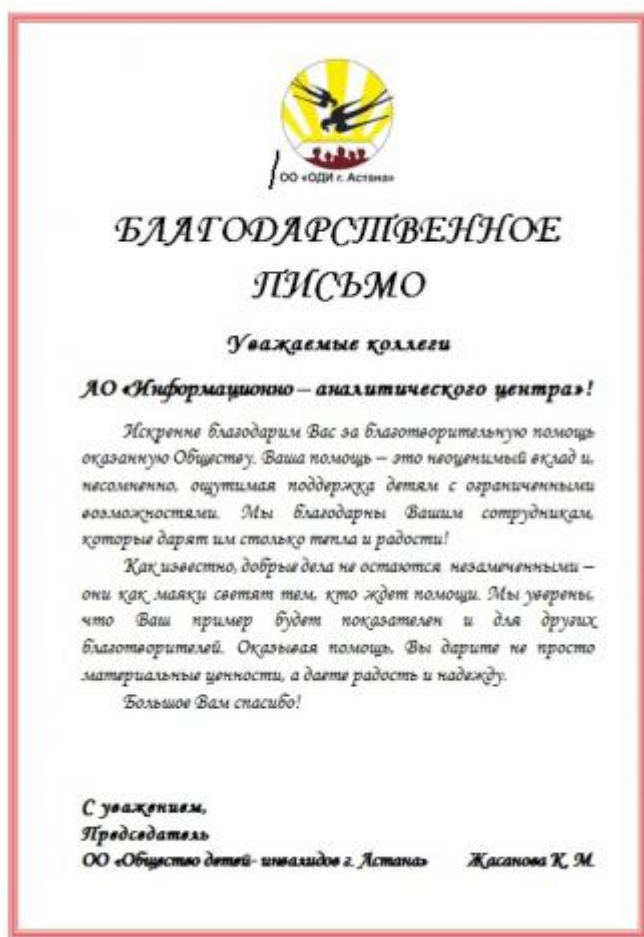 ОО «ОДИ г. Астана»
БЛАГОДАРСТВЕННОЕ
ПИСЬМО
Уважаемые коллеги
АО «Информационно – аналитического центра»!
Искренне благодарим Вас за благотворительную помощь
оказанную Обществу. Ваша помощь – это неоценимый вклад и,
несомненно, ощутимая поддержка детям с ограниченными
возможностями. Мы благодарны Вашим сотрудникам,
которые дарят им столько тепла и радости!
Как известно, добрые дела не остаются незамеченными –
они как маяки светят тем, кто ждет помощи. Мы уверены,
что Ваш пример будет показателен и для других
благотворителей. Оказывая помощь, Вы дарите не просто
материальные ценности, а даете радость и надежду.
Большое Вам спасибо!
С уважением,
Председатель
ОО «Общество детей- инвалидов г. Астана» Жасанова К. М.